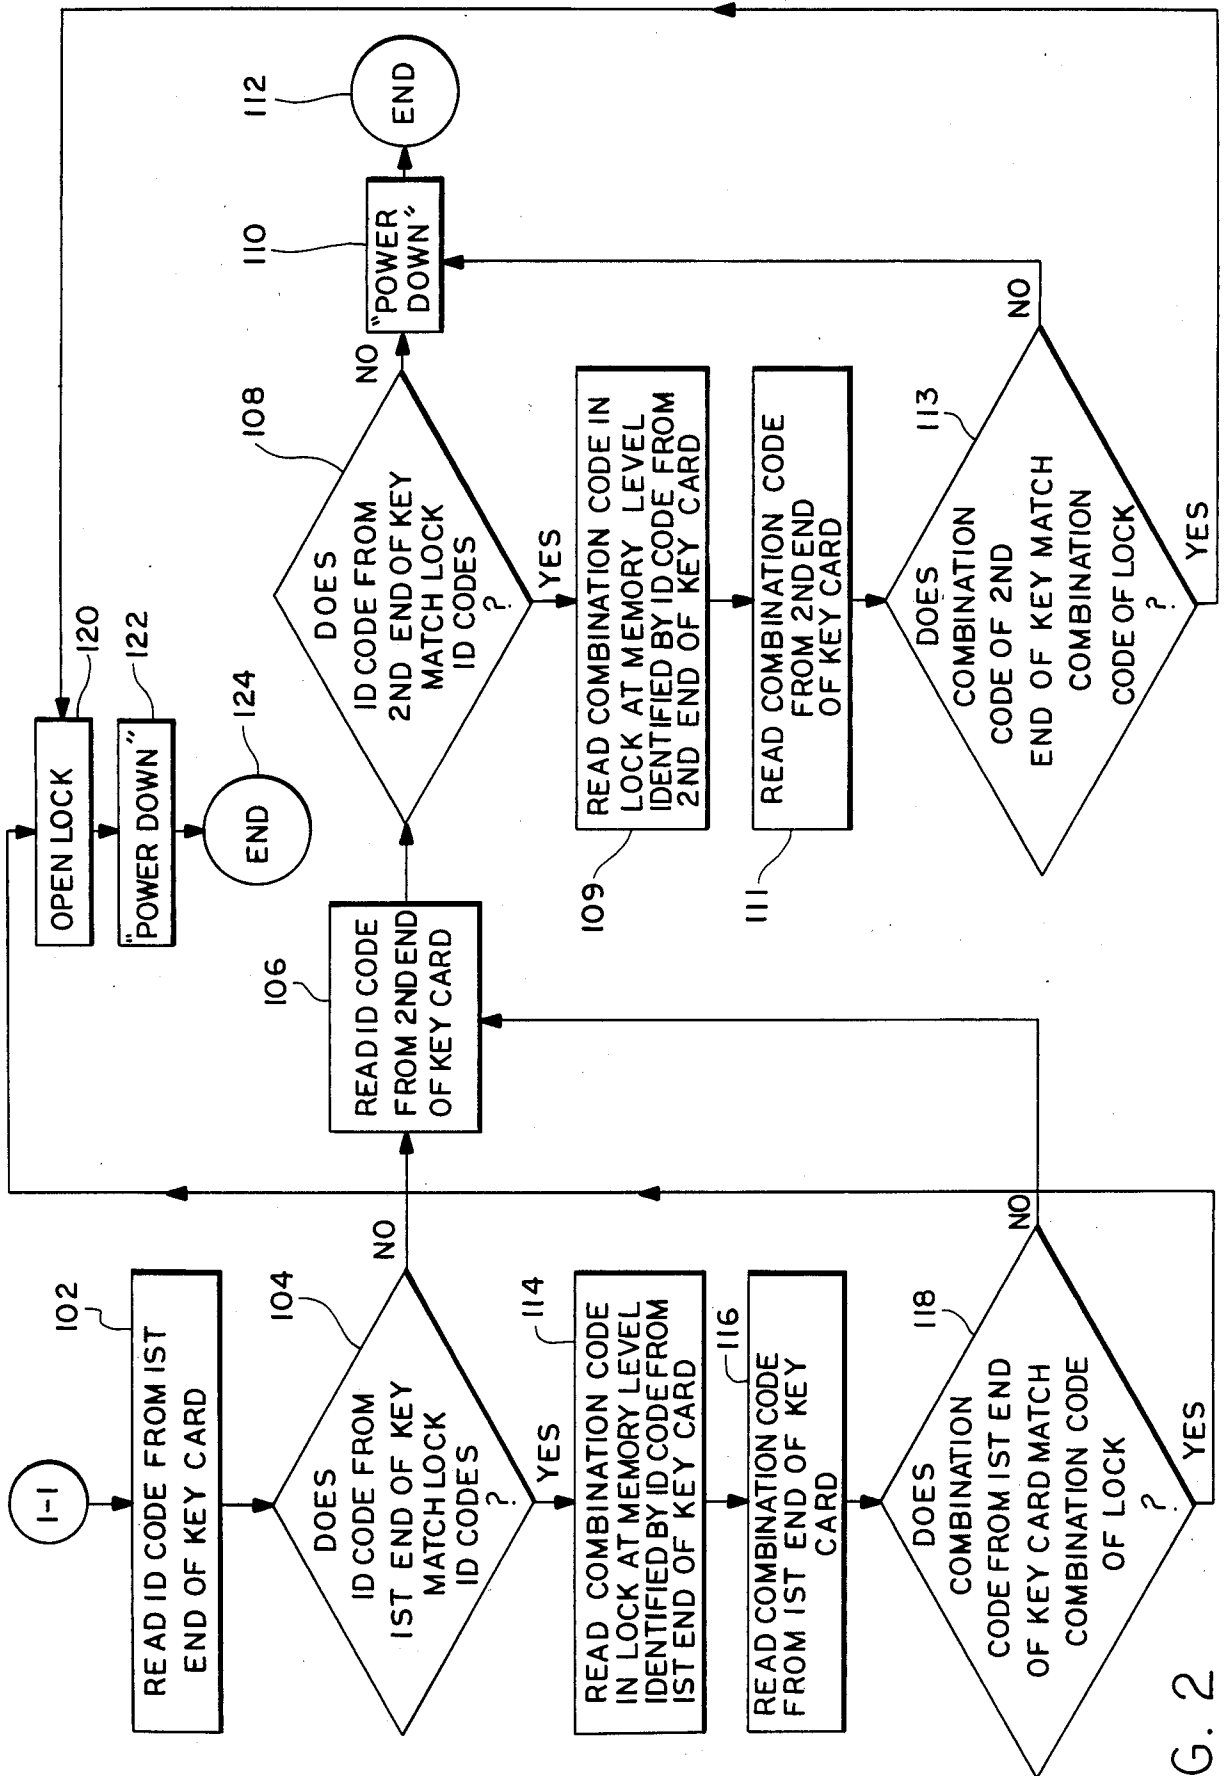 1-1
102
READ ID CODE FROM 1ST
END OF KEY CARD
104
DOES
ID CODE FROM
1ST END OF KEY
MATCH LOCK
ID CODES
?
NO
YES
114
READ COMBINATION CODE
IN LOCK AT MEMORY LEVEL
IDENTIFIED BY ID CODE FROM
1ST END OF KEY CARD
116
READ COMBINATION CODE
FROM 1ST END OF KEY
CARD
118
DOES
COMBINATION
CODE FROM 1ST END
OF KEY CARD MATCH
COMBINATION CODE
OF LOCK
?
NO
YES
106
READ ID CODE
FROM 2ND END
OF KEY CARD
OPEN LOCK
120
"POWER DOWN"
122
END
124
108
DOES
ID CODE FROM
2ND END OF KEY
MATCH LOCK
ID CODES
?
NO
YES
110
"POWER
DOWN"
112
END
109
READ COMBINATION CODE IN
LOCK AT MEMORY LEVEL
IDENTIFIED BY ID CODE FROM
2ND END OF KEY CARD
111
READ COMBINATION CODE
FROM 2ND END
OF KEY CARD
113
DOES
COMBINATION
CODE OF 2ND
END OF KEY MATCH
COMBINATION
CODE OF LOCK
?
NO
YES
G. 2